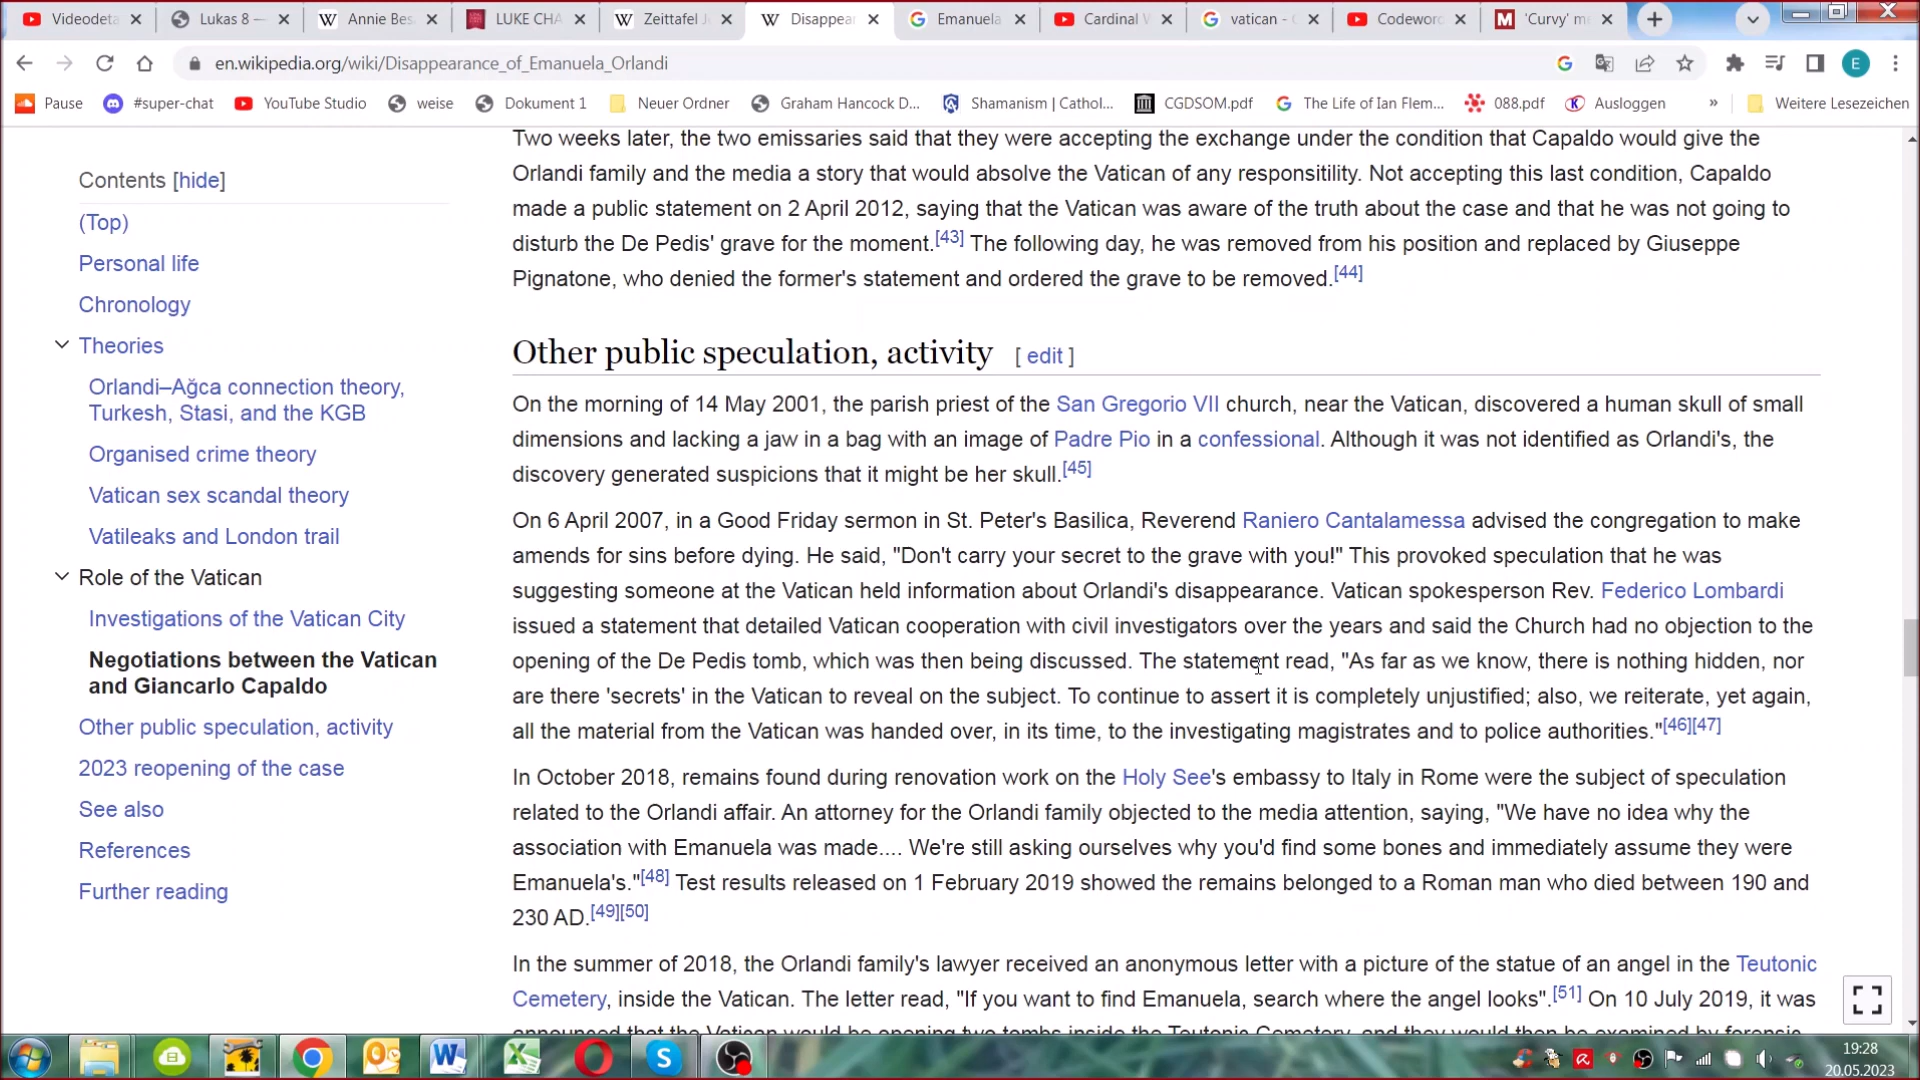 Videodeta
Lukas 8 —
Annie Bes
LUKE CHA
Zeittafel J
Disappear
Emanuela
Cardinal V
vatican - G
Codeword
'Curvy' m
en.wikipedia.org/wiki/Disappearance_of_Emanuela_Orlandi
E
Pause
#super-chat
YouTube Studio
weise
Dokument 1
Neuer Ordner
Graham Hancock D...
Shamanism | Cathol...
CGDSOM.pdf
The Life of Ian Flem...
088.pdf
Ausloggen
»
Weitere Lesezeichen
Contents [hide]
(Top)
Personal life
Chronology
Theories
Orlandi–Ağca connection theory,
Turkesh, Stasi, and the KGB
Organised crime theory
Vatican sex scandal theory
Vatileaks and London trail
Role of the Vatican
Investigations of the Vatican City
Negotiations between the Vatican
and Giancarlo Capaldo
Other public speculation, activity
2023 reopening of the case
See also
References
Further reading
Two weeks later, the two emissaries said that they were accepting the exchange under the condition that Capaldo would give the
Orlandi family and the media a story that would absolve the Vatican of any responsitility. Not accepting this last condition, Capaldo
made a public statement on 2 April 2012, saying that the Vatican was aware of the truth about the case and that he was not going to
disturb the De Pedis' grave for the moment.[43] The following day, he was removed from his position and replaced by Giuseppe
Pignatone, who denied the former's statement and ordered the grave to be removed.[44]
Other public speculation, activity [ edit ]
On the morning of 14 May 2001, the parish priest of the San Gregorio VII church, near the Vatican, discovered a human skull of small
dimensions and lacking a jaw in a bag with an image of Padre Pio in a confessional. Although it was not identified as Orlandi's, the
discovery generated suspicions that it might be her skull.[45]
On 6 April 2007, in a Good Friday sermon in St. Peter's Basilica, Reverend Raniero Cantalamessa advised the congregation to make
amends for sins before dying. He said, "Don't carry your secret to the grave with you!" This provoked speculation that he was
suggesting someone at the Vatican held information about Orlandi's disappearance. Vatican spokesperson Rev. Federico Lombardi
issued a statement that detailed Vatican cooperation with civil investigators over the years and said the Church had no objection to the
opening of the De Pedis tomb, which was then being discussed. The statement read, "As far as we know, there is nothing hidden, nor
are there 'secrets' in the Vatican to reveal on the subject. To continue to assert it is completely unjustified; also, we reiterate, yet again,
all the material from the Vatican was handed over, in its time, to the investigating magistrates and to police authorities."[46][47]
In October 2018, remains found during renovation work on the Holy See's embassy to Italy in Rome were the subject of speculation
related to the Orlandi affair. An attorney for the Orlandi family objected to the media attention, saying, "We have no idea why the
association with Emanuela was made.... We're still asking ourselves why you'd find some bones and immediately assume they were
Emanuela's."[48] Test results released on 1 February 2019 showed the remains belonged to a Roman man who died between 190 and
230 AD.[49][50]
In the summer of 2018, the Orlandi family's lawyer received an anonymous letter with a picture of the statue of an angel in the Teutonic
Cemetery, inside the Vatican. The letter read, "If you want to find Emanuela, search where the angel looks".[51] On 10 July 2019, it was
announced that the Vatican would be opening two tombs inside the Teutonic Cemetery, and they would then be examined by forensic
19:28
20.05.2023